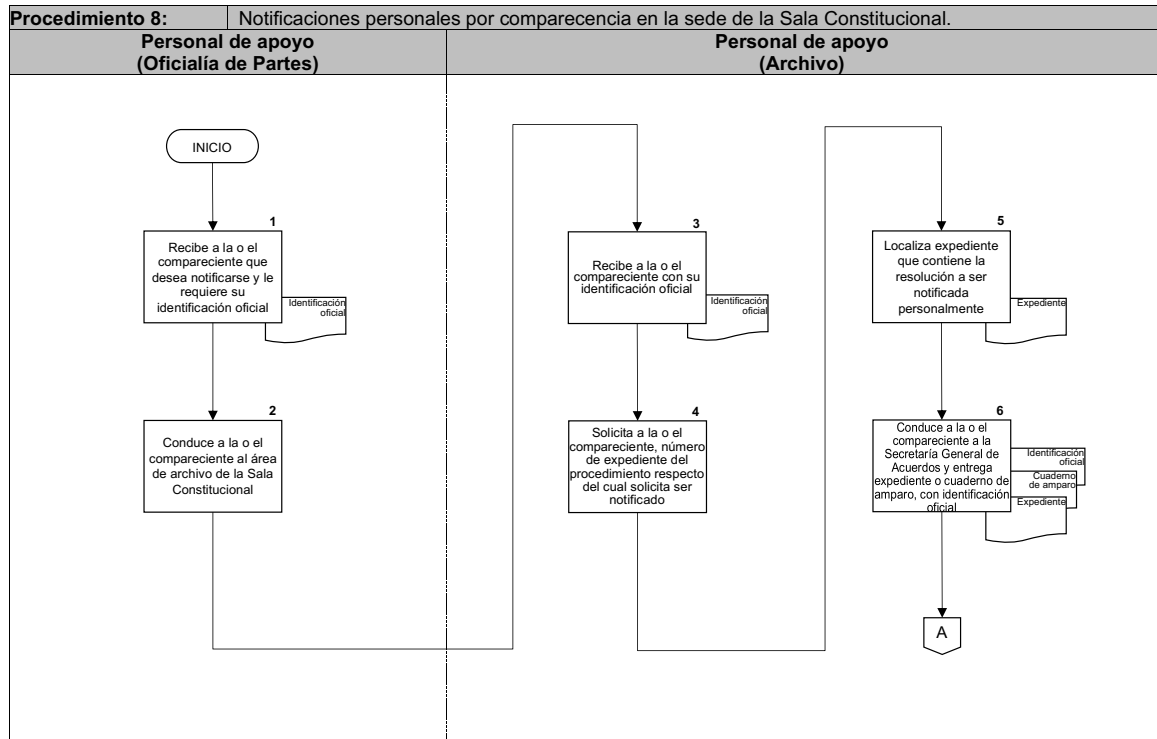 Procedimiento 8: Notificaciones personales por comparecencia en la sede de la Sala Constitucional.
Personal de apoyo
(Oficialía de Partes)
Personal de apoyo
(Archivo)
INICIO
1
Recibe a la o el
compareciente que
desea notificarse y le
requiere su
identificación oficial
Identificación
oficial
2
Conduce a la o el
compareciente al área
de archivo de la Sala
Constitucional
3
Recibe a la o el
compareciente con su
identificación oficial
Identificación
oficial
4
Solicita a la o el
compareciente, número
de expediente del
procedimiento respecto
del cual solicita ser
notificado
5
Localiza expediente
que contiene la
resolución a ser
notificada
personalmente
Expediente
6
Conduce a la o el
compareciente a la
Secretaría General de
Acuerdos y entrega
expediente o cuaderno de
amparo, con identificación
oficial
Identificación
oficial
Cuaderno
de amparo
Expediente
A